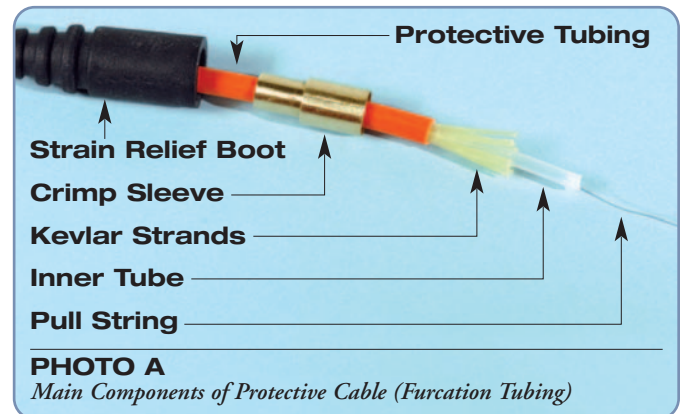 Protective Tubing
Strain Relief Boot
Crimp Sleeve
Kevlar Strands
Inner Tube
Pull String
PHOTO A
Main Components of Protective Cable (Furcation Tubing)